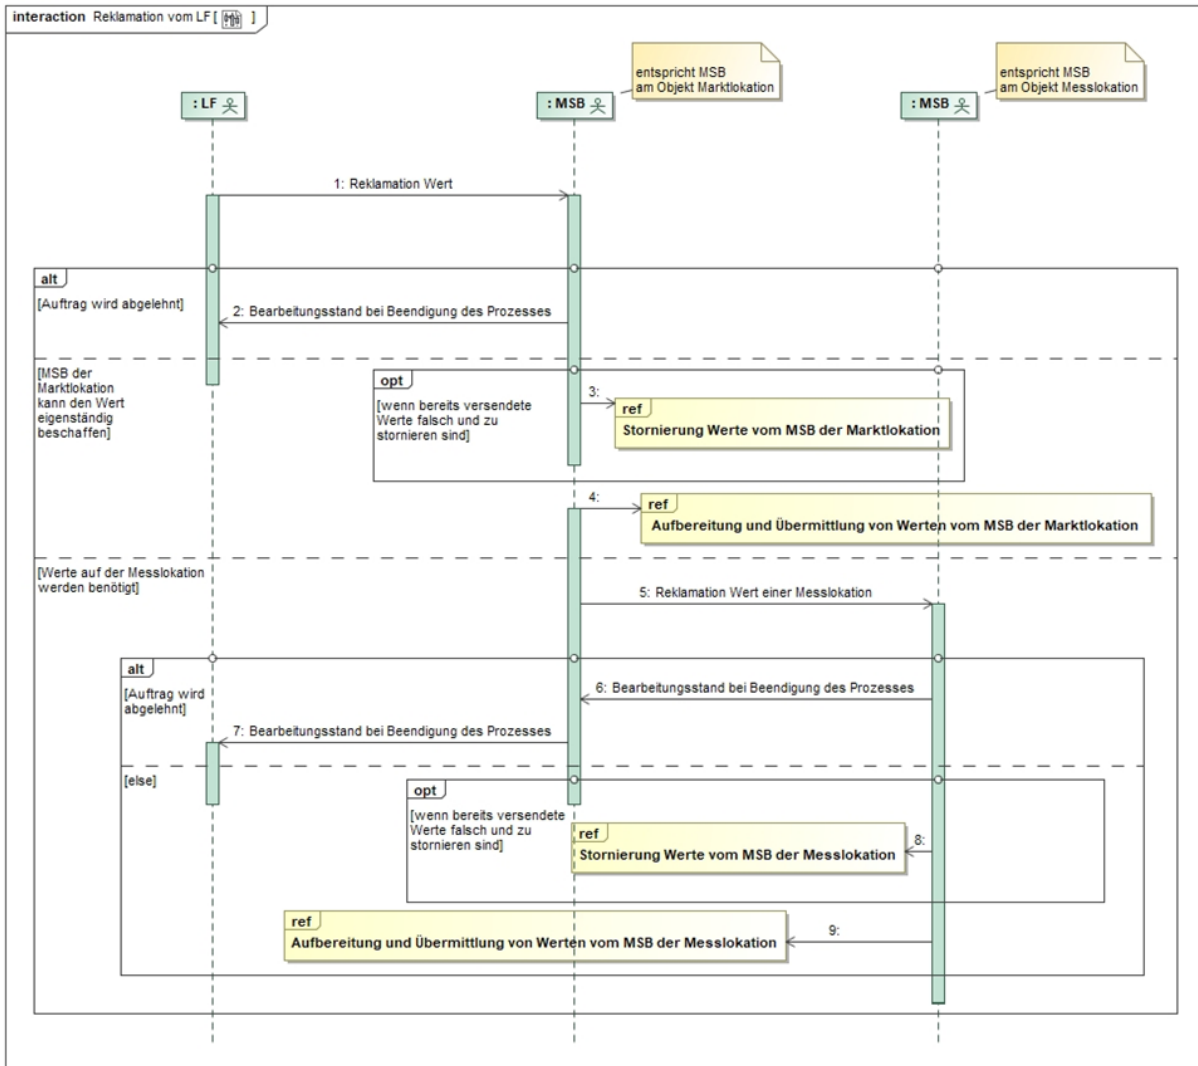 interaction Reklamation vom LF [ ]
entspricht MSB
am Objekt Marktlokation
entspricht MSB
am Objekt Messlokation
: LF
: MSB
: MSB
1: Reklamation Wert
alt
[Auftrag wird abgelehnt]
2: Bearbeitungsstand bei Beendigung des Prozesses
[MSB der
Marktlokation
kann den Wert
eigenständig
beschaffen]
opt
[wenn bereits versendete
Werte falsch und zu
stornieren sind]
3:
ref
Stornierung Werte vom MSB der Marktlokation
4:
ref
Aufbereitung und Übermittlung von Werten vom MSB der Marktlokation
[Werte auf der Messlokation
werden benötigt]
5: Reklamation Wert einer Messlokation
alt
[Auftrag wird
abgelehnt]
6: Bearbeitungsstand bei Beendigung des Prozesses
7: Bearbeitungsstand bei Beendigung des Prozesses
[else]
opt
[wenn bereits versendete
Werte falsch und zu
stornieren sind]
ref
Stornierung Werte vom MSB der Messlokation
8:
ref
Aufbereitung und Übermittlung von Werten vom MSB der Messlokation
9: